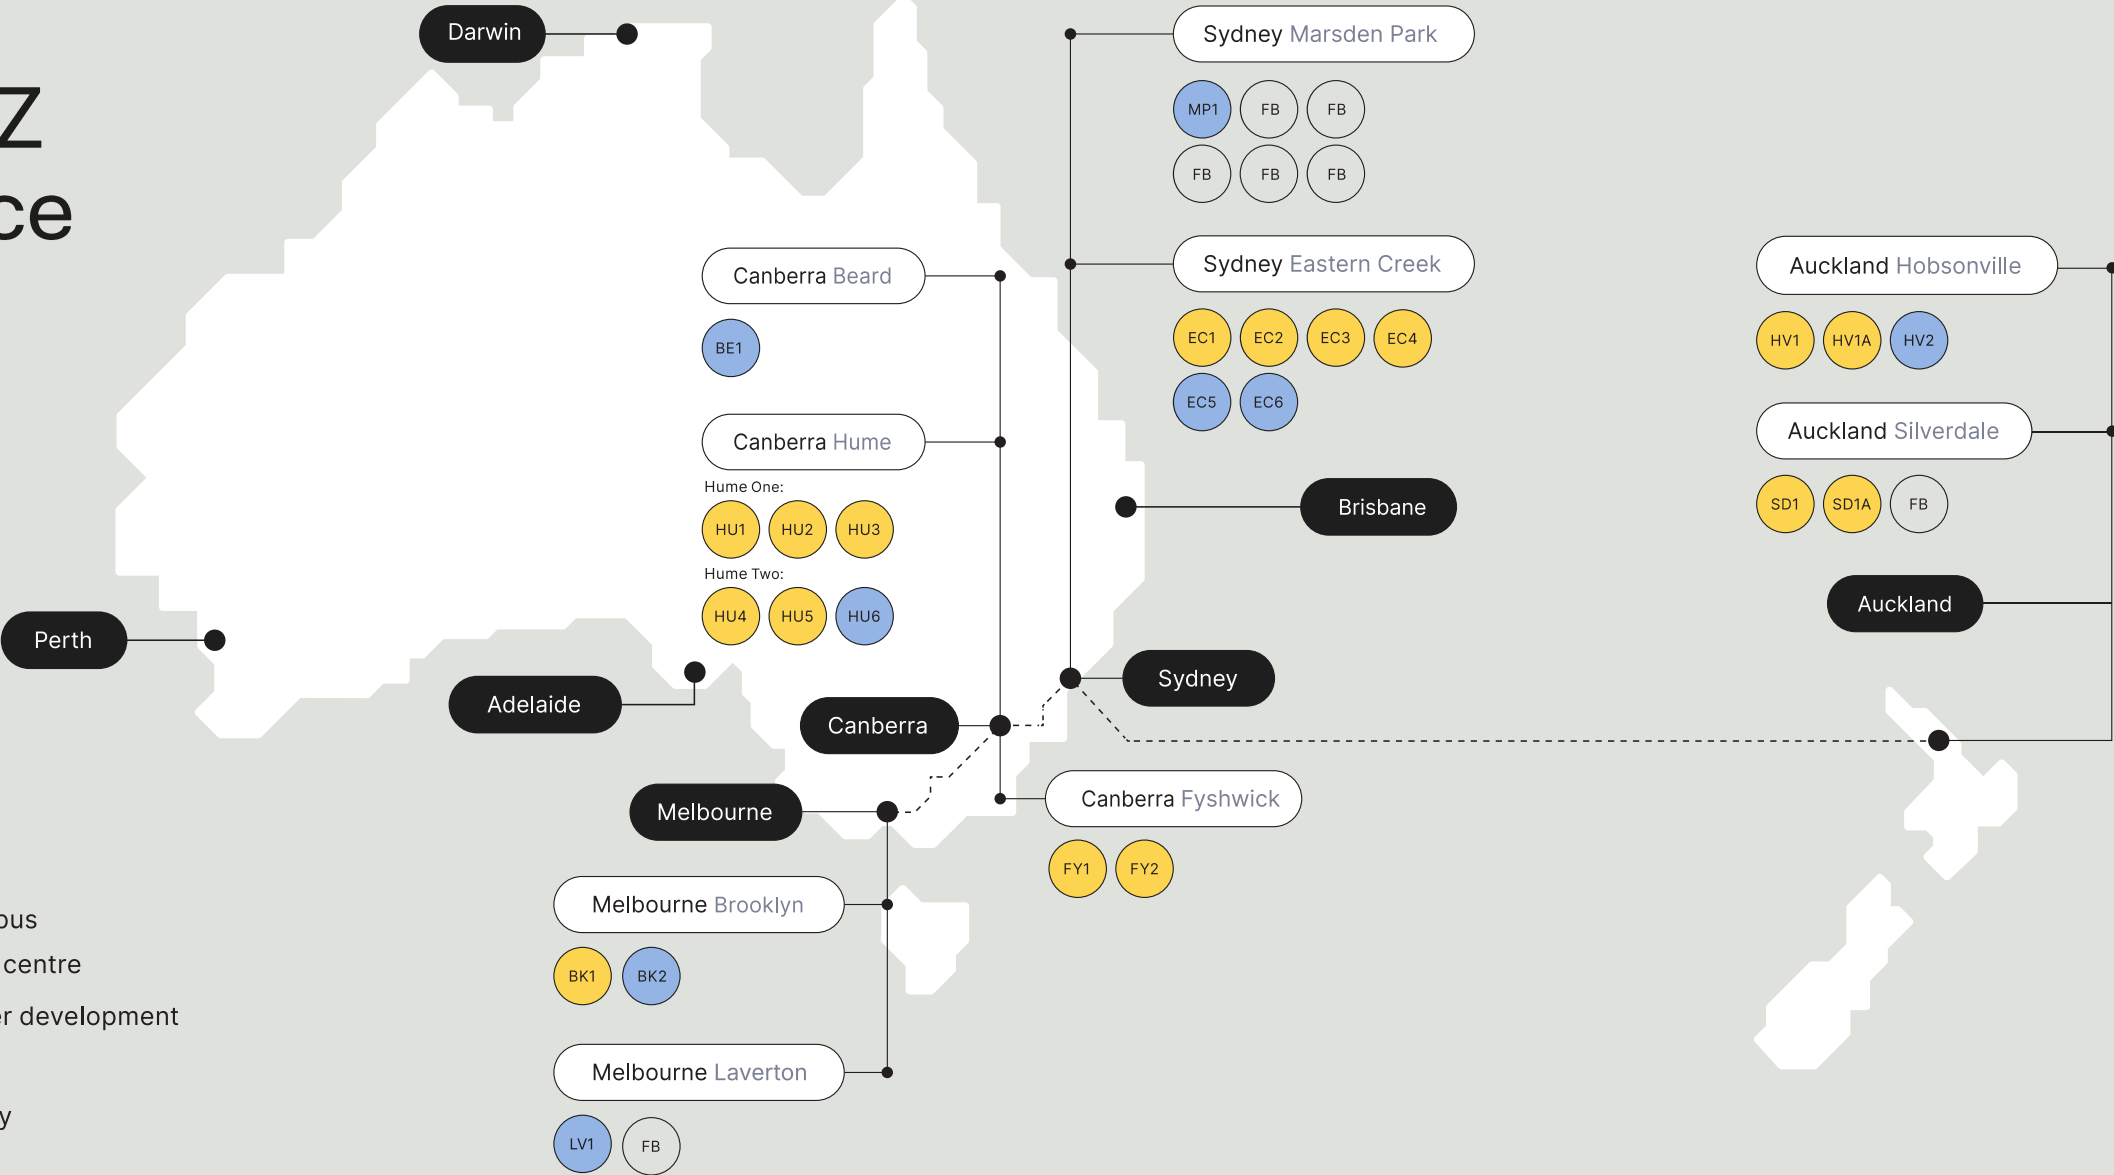 Z
ce
Darwin
Sydney Marsden Park
MP1 FB FB
FB FB FB
Canberra Beard
BE1
Sydney Eastern Creek
EC1 EC2 EC3 EC4
EC5 EC6
Auckland Hobsonville
HV1 HV1A HV2
Canberra Hume
Hume One:
HU1 HU2 HU3
Hume Two:
HU4 HU5 HU6
Auckland Silverdale
SD1 SD1A FB
Brisbane
Auckland
Perth
Adelaide
Sydney
Canberra
Melbourne
Canberra Fyshwick
FY1 FY2
Melbourne Brooklyn
BK1 BK2
Melbourne Laverton
LV1 FB
centre
development
y